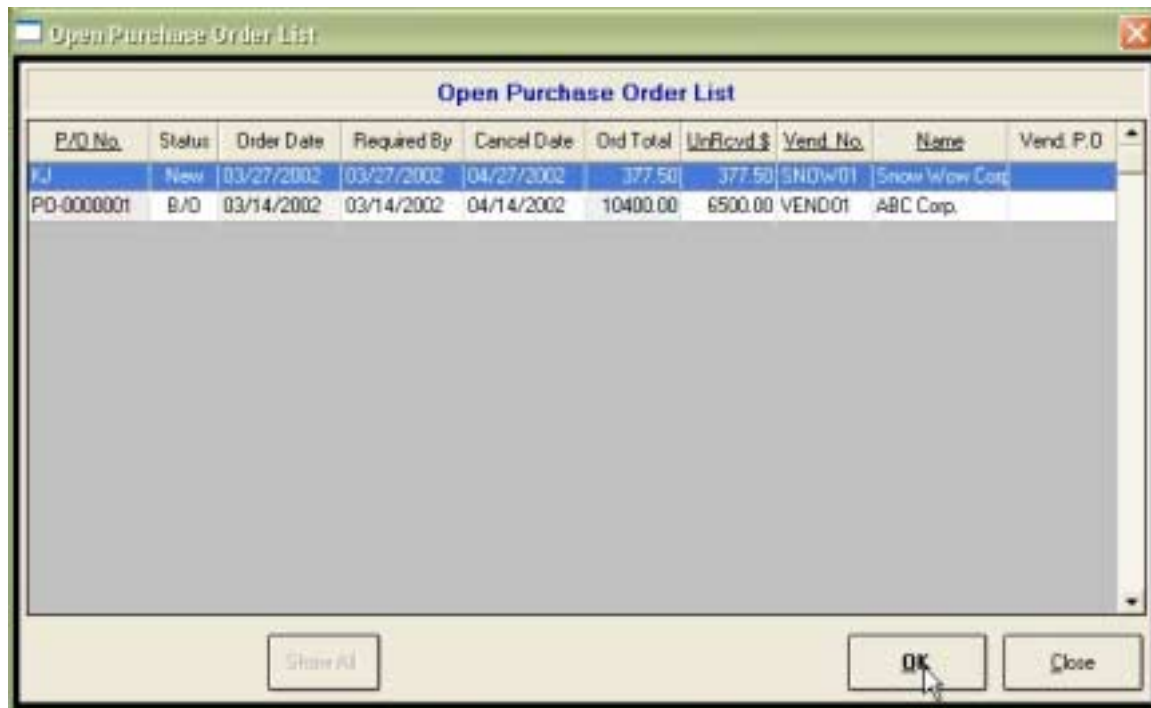 Open Purchase Order List
Open Purchase Order List
P/O No. Status Order Date Required By Cancel Date Ord Total UnRcvd $ Vend. No. Name Vend. P.O
KJ New 03/27/2002 03/27/2002 04/27/2002 377.50 377.50 SNOW01 Snow Wow Corp
PO-0000001 B/O 03/14/2002 03/14/2002 04/14/2002 10400.00 6500.00 VEND01 ABC Corp.
Show All OK Close